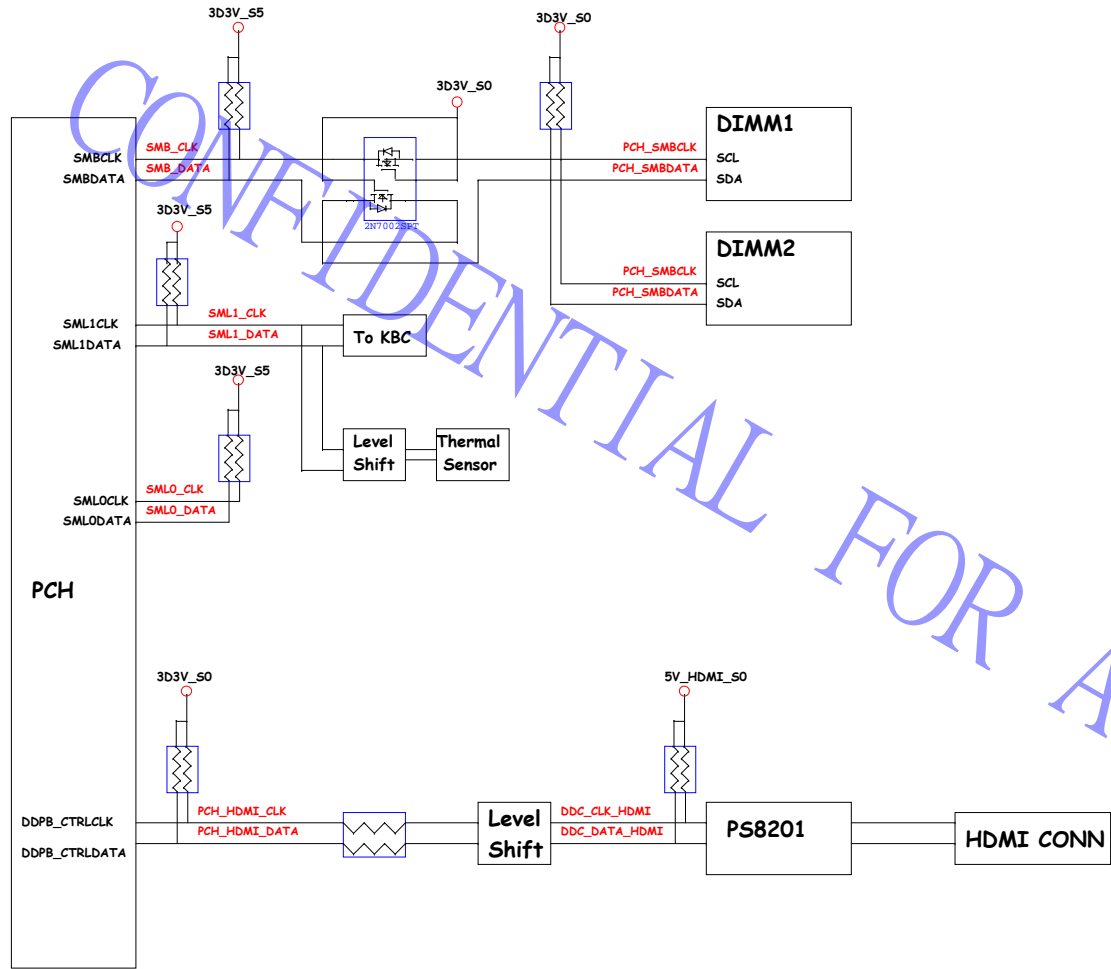 3D3V_S5
3D3V_S0
3D3V_S0
DIMM1
SMB_CLK
PCH_SMBCLK
SMBCLK
SCL
SMB_DATA
PCH_SMBDATA
SMBDATA
SDA
3D3V_S5
2N7002SPT
DIMM2
PCH_SMBCLK
SCL
PCH_SMBDATA
SDA
SML1_CLK
SML1CLK
SML1_DATA
SML1DATA
To KBC
3D3V_S5
Level
Shift
Thermal
Sensor
SML0_CLK
SML0CLK
SML0_DATA
SML0DATA
PCH
3D3V_S0
5V_HDMI_S0
PCH_HDMI_CLK
DDPB_CTRLCLK
PCH_HDMI_DATA
DDPB_CTRLDATA
Level
Shift
DDC_CLK_HDMI
DDC_DATA_HDMI
PS8201
HDMI CONN
CONFIDENTIAL FOR A